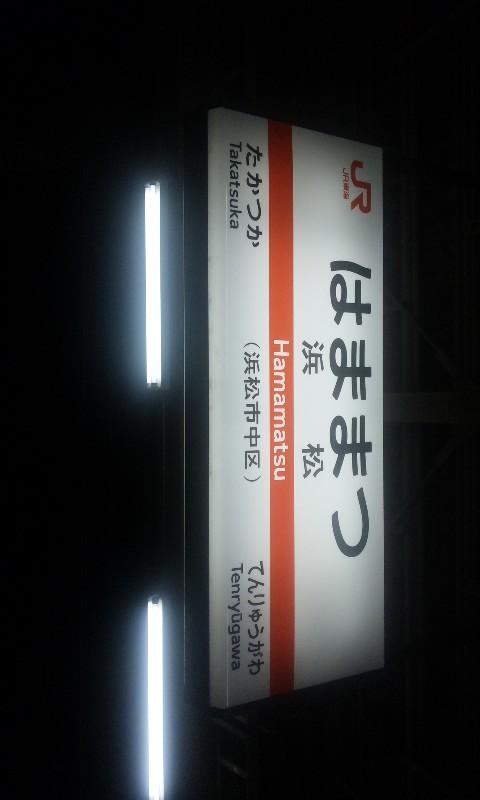 JR
JR東海
はままつ
浜松
Hamamatsu
たかつか
Takatsuka
（浜松市中区）
てんりゅうがわ
Tenryūgawa